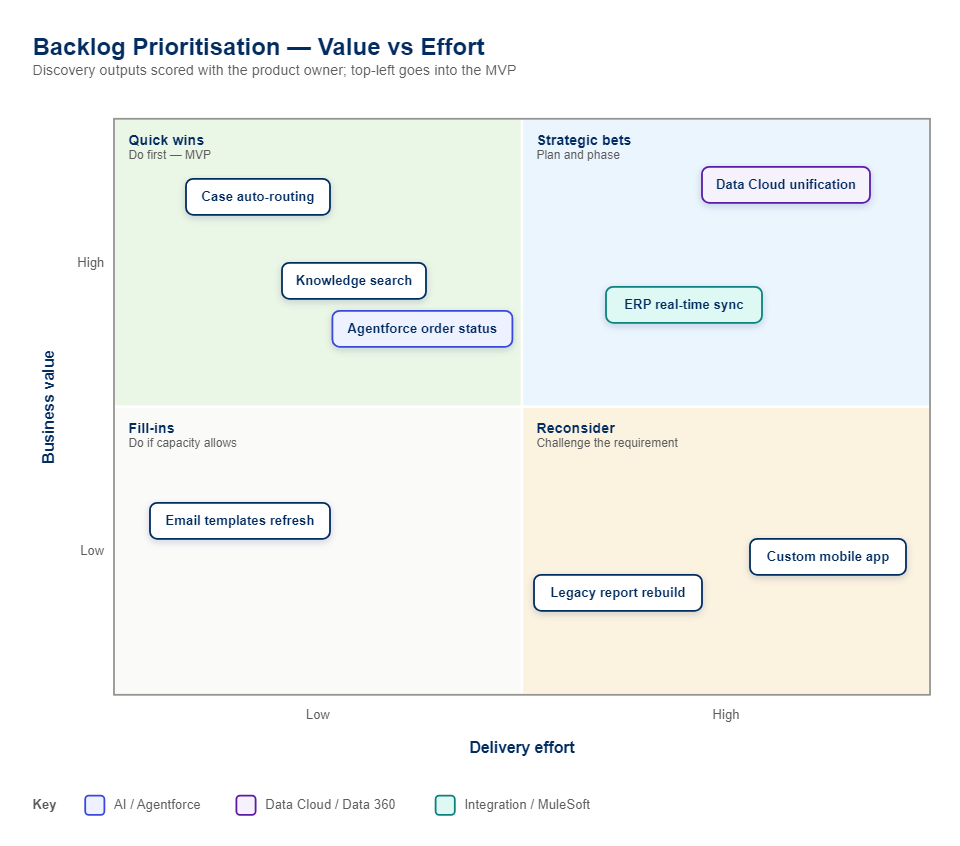 Backlog Prioritisation — Value vs Effort
Discovery outputs scored with the product owner; top-left goes into the MVP
Quick wins
Do first — MVP
Strategic bets
Plan and phase
Case auto-routing
Data Cloud unification
High
Knowledge search
ERP real-time sync
Agentforce order status
Business value
Fill-ins
Do if capacity allows
Reconsider
Challenge the requirement
Email templates refresh
Low
Custom mobile app
Legacy report rebuild
Low
High
Delivery effort
Key
AI / Agentforce
Data Cloud / Data 360
Integration / MuleSoft